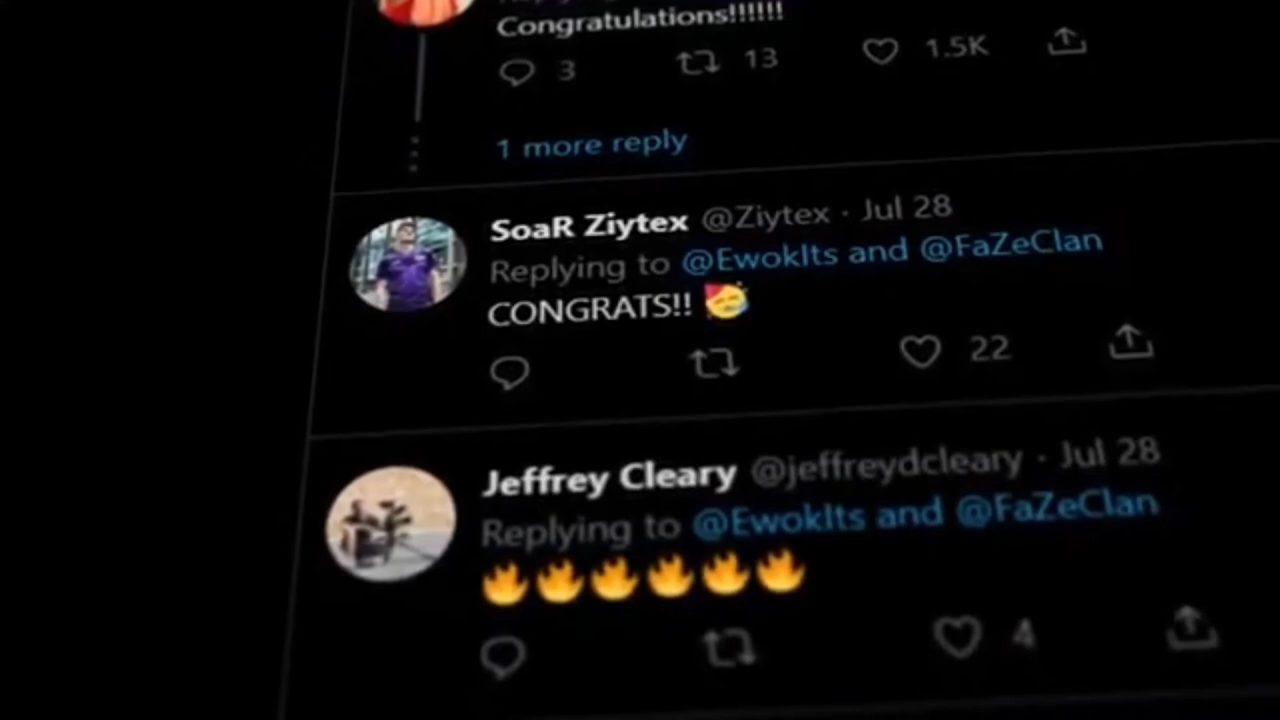 Congratulations!!!!!!
3 13 1.5K
1 more reply
SoaR Ziytex @Ziytex · Jul 28
Replying to @EwokIts and @FaZeClan
CONGRATS!! 🥳
22
Jeffrey Cleary @jeffreydcleary · Jul 28
Replying to @EwokIts and @FaZeClan
🔥🔥🔥🔥🔥🔥
4